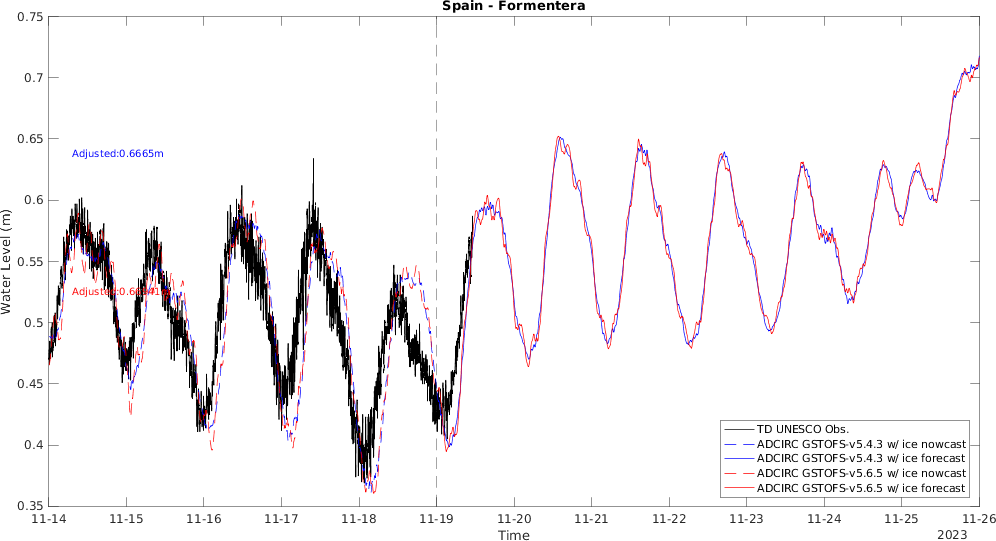 Spain - Formentera
0.75
0.7
0.65
0.6
0.55
0.5
0.45
0.4
0.35
Water Level (m)
Adjusted:0.6665m
TD UNESCO Obs.
ADCIRC GSTOFS-v5.4.3 w/ ice nowcast
ADCIRC GSTOFS-v5.4.3 w/ ice forecast
ADCIRC GSTOFS-v5.6.5 w/ ice nowcast
ADCIRC GSTOFS-v5.6.5 w/ ice forecast
11-14 11-15 11-16 11-17 11-18 11-19 11-20 11-21 11-22 11-23 11-24 11-25 11-26
Time
2023